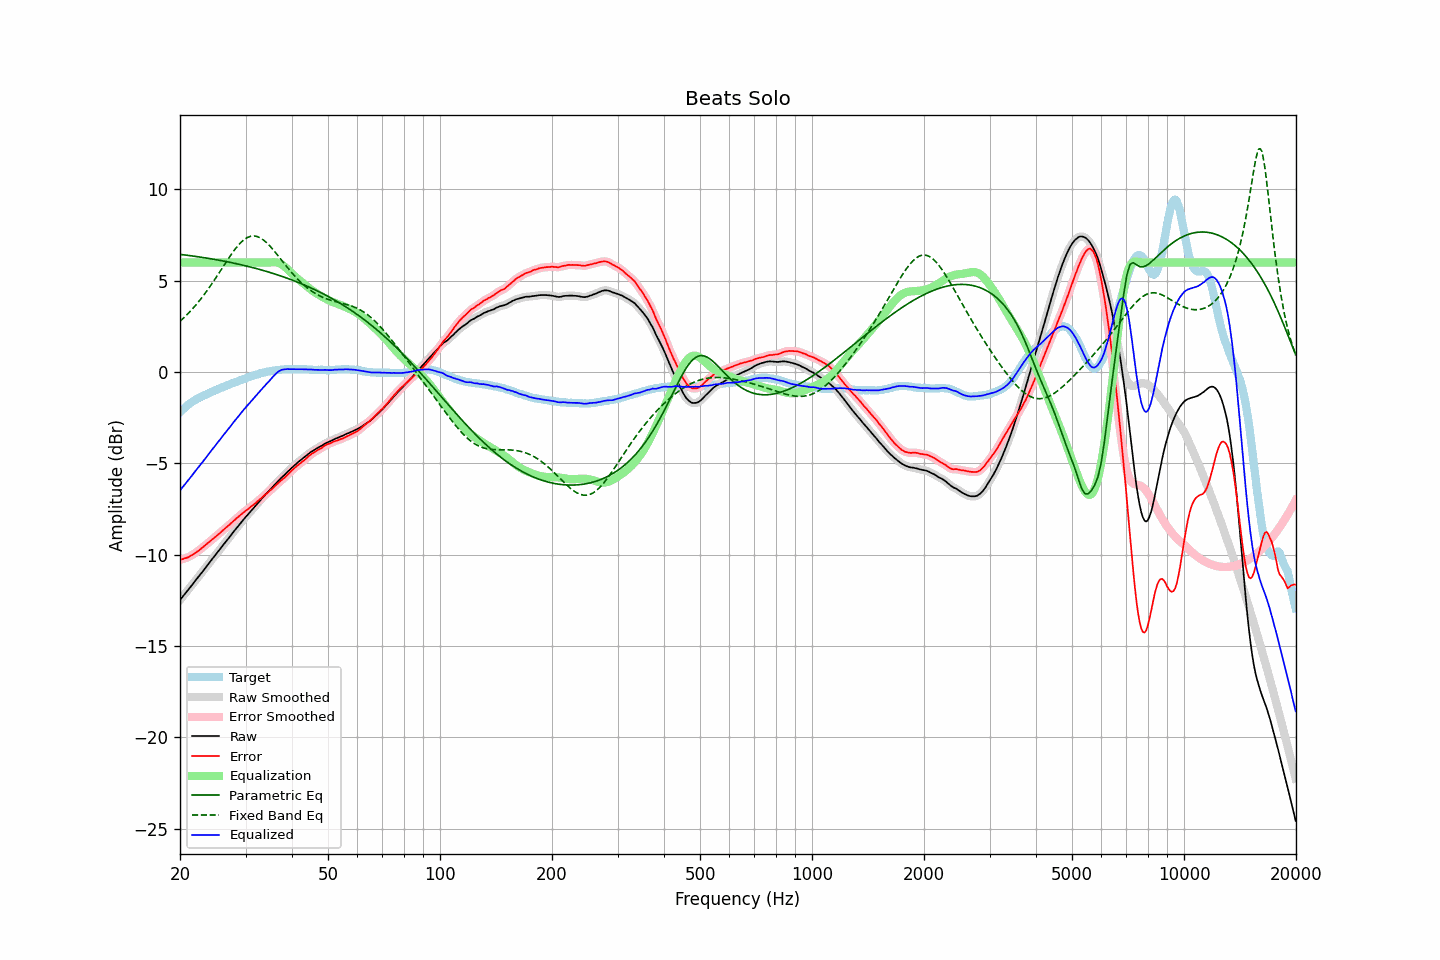 Beats Solo
Amplitude (dBr)
10
5
0
−5
−10
−15
−20
−25
Target
Raw Smoothed
Error Smoothed
Raw
Error
Equalization
Parametric Eq
Fixed Band Eq
Equalized
20 50 100 200 500 1000 2000 5000 10000 20000
Frequency (Hz)